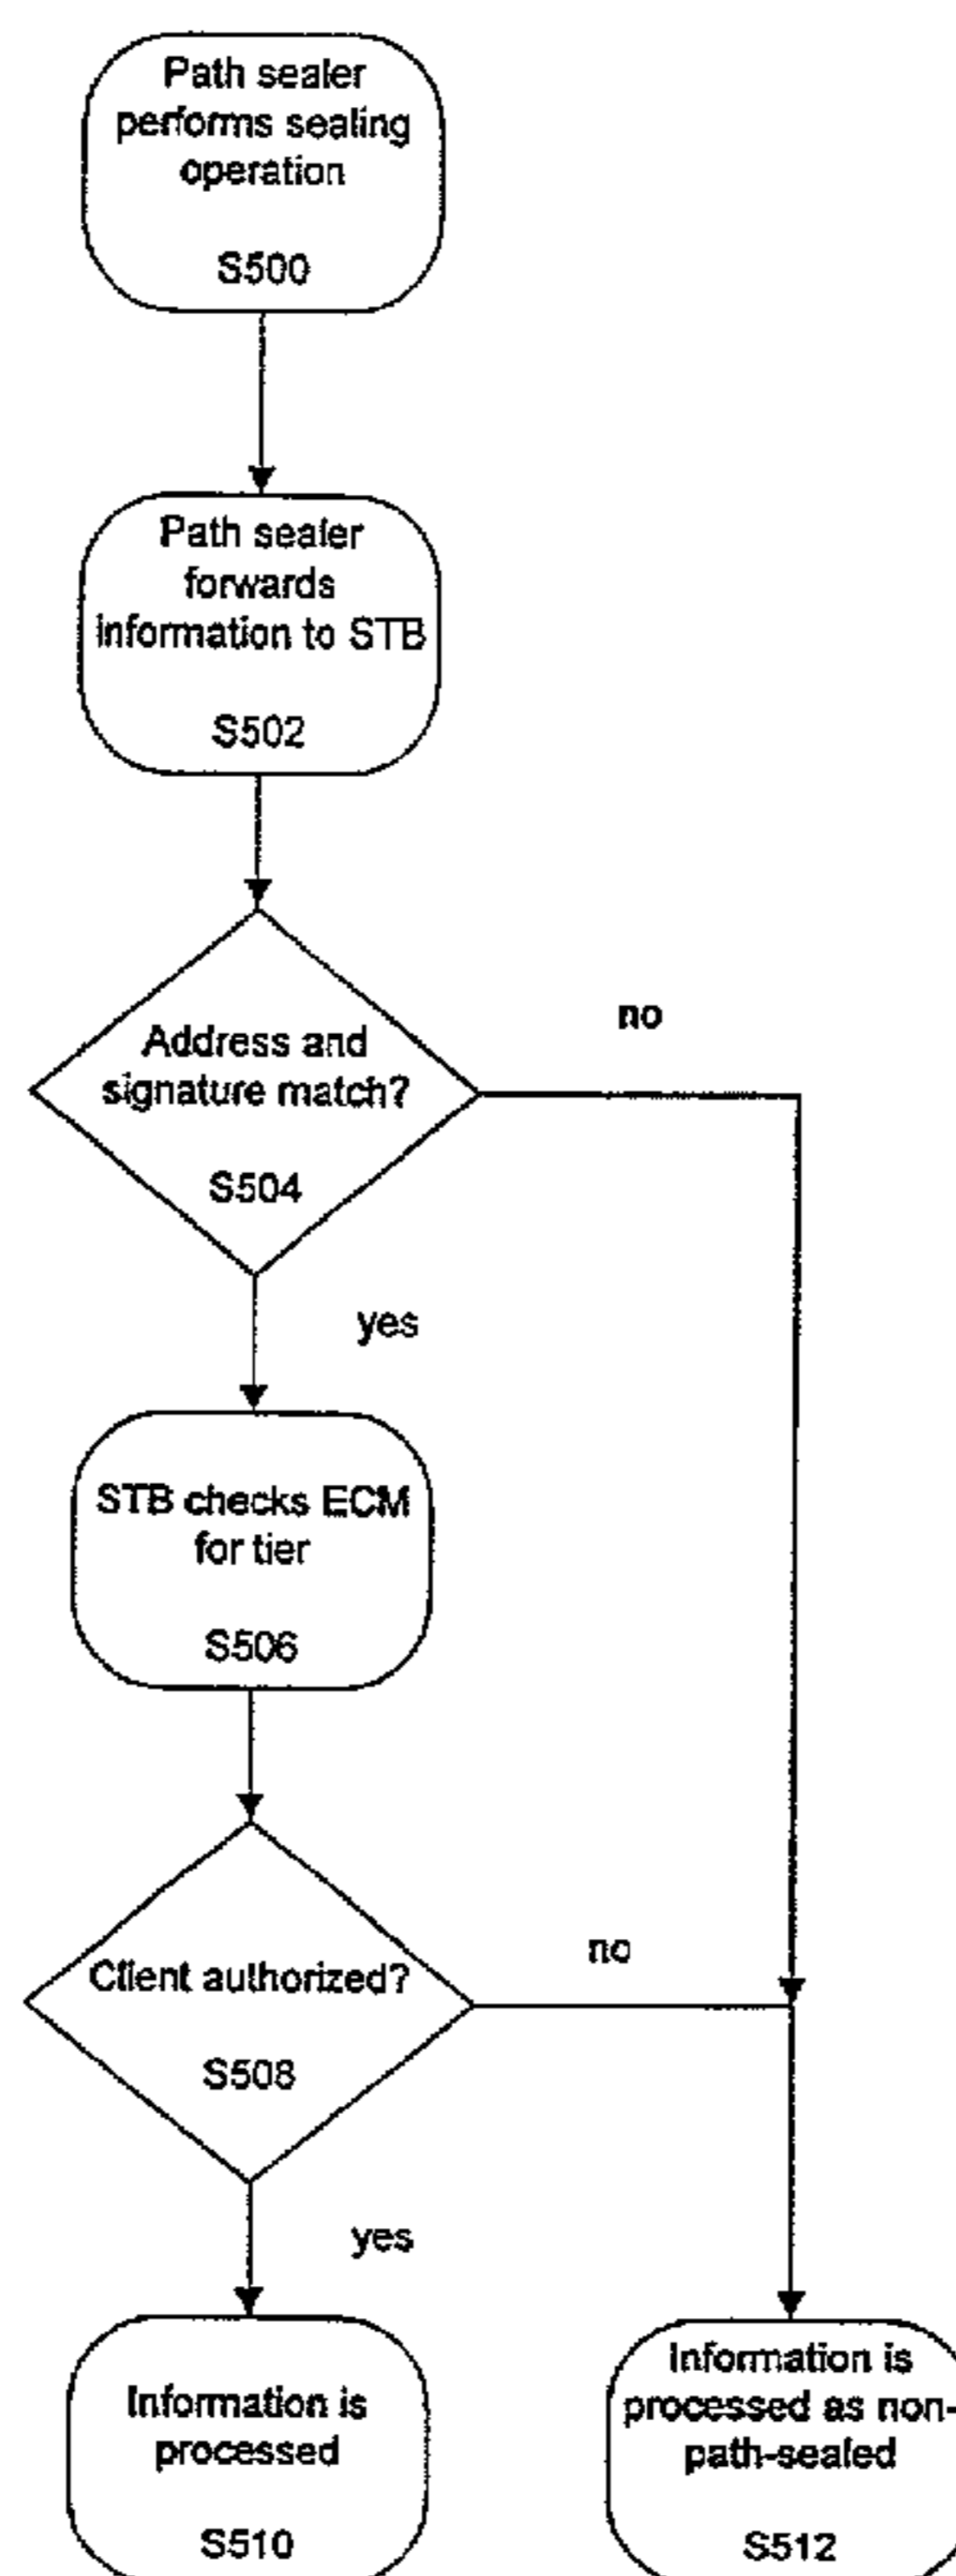 Path sealer
performs sealing
operation
S500
Path sealer
forwards
information to STB
S502
Address and
signature match?
S504
no
yes
STB checks ECM
for tier
S506
Client authorized?
S508
no
yes
Information is
processed
S510
Information is
processed as non-
path-sealed
S512